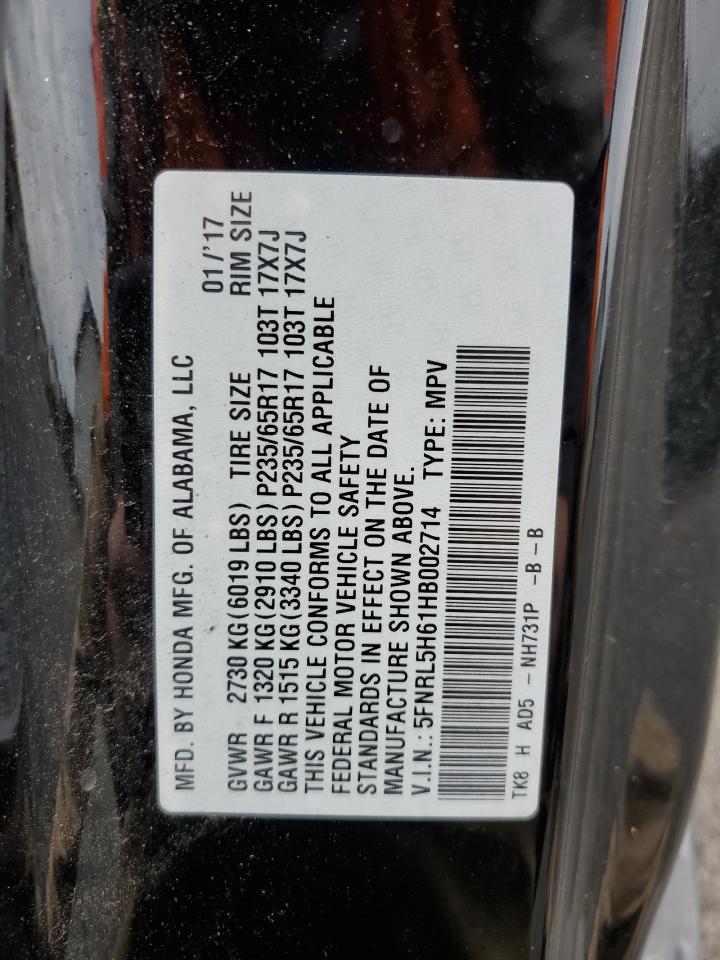 MFD. BY HONDA MFG. OF ALABAMA, LLC
01/'17
GVWR 2730 KG(6019 LBS) TIRE SIZE RIM SIZE
GAWR F 1320 KG(2910 LBS)P235/65R17 103T 17X7J
GAWR R 1515 KG(3340 LBS)P235/65R17 103T 17X7J
THIS VEHICLE CONFORMS TO ALL APPLICABLE
FEDERAL MOTOR VEHICLE SAFETY
STANDARDS IN EFFECT ON THE DATE OF
MANUFACTURE SHOWN ABOVE.
V.I.N.:5FNRL5H61HB002714 TYPE: MPV
TK8 H AD5 -NH731P -B-B